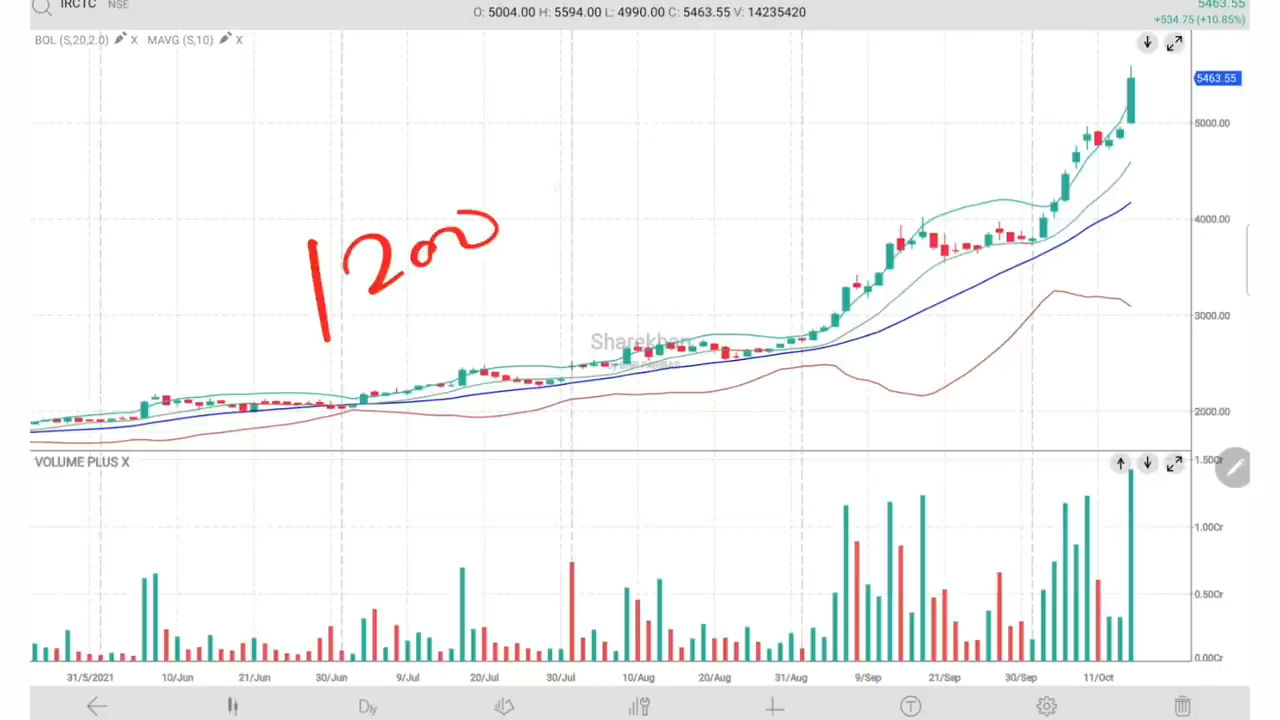 IRCTC NSE
O: 5004.00 H: 5594.00 L: 4990.00 C: 5463.55 V: 14235420
5463.55
+534.75 (+10.85%)
BOL (S,20,2.0) X MAVG (S,10) X
5463.55
5000.00
4000.00
1200
3000.00
Sharekhan
2000.00
VOLUME PLUS X
1.50Cr
1.00Cr
0.50Cr
0.00Cr
31/5/2021 10/Jun 21/Jun 30/Jun 9/Jul 20/Jul 30/Jul 10/Aug 20/Aug 31/Aug 9/Sep 21/Sep 30/Sep 11/Oct
Dly
T